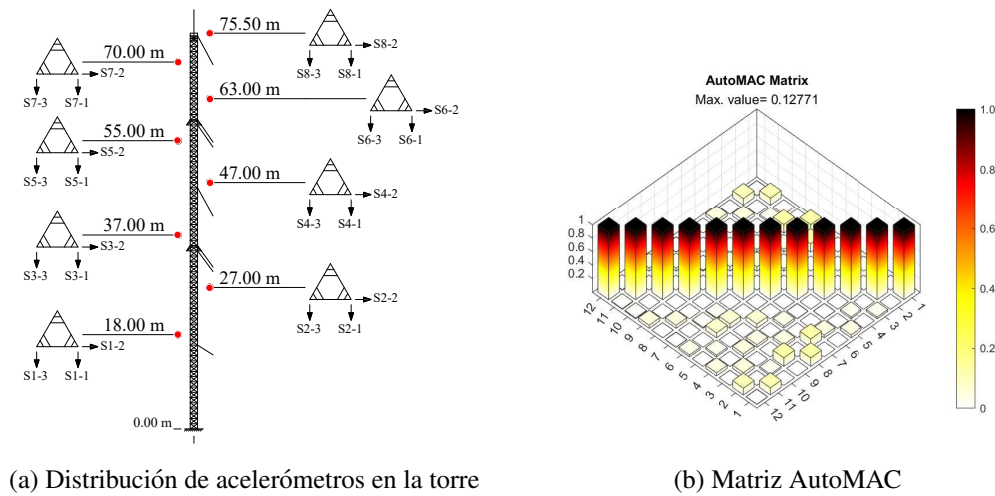 75.50 m
S8-2
S8-3 S8-1
70.00 m
S7-2
S7-3 S7-1
63.00 m
S6-2
S6-3 S6-1
55.00 m
S5-2
S5-3 S5-1
47.00 m
S4-2
S4-3 S4-1
37.00 m
S3-2
S3-3 S3-1
27.00 m
S2-2
S2-3 S2-1
18.00 m
S1-2
S1-3 S1-1
0.00 m
(a) Distribución de acelerómetros en la torre
AutoMAC Matrix
Max. value= 0.12771
1
0.8
0.6
0.4
0.2
12 11 10 9 8 7 6 5 4 3 2 1
12 11 10 9 8 7 6 5 4 3 2 1
1.0
0.8
0.6
0.4
0.2
0
(b) Matriz AutoMAC